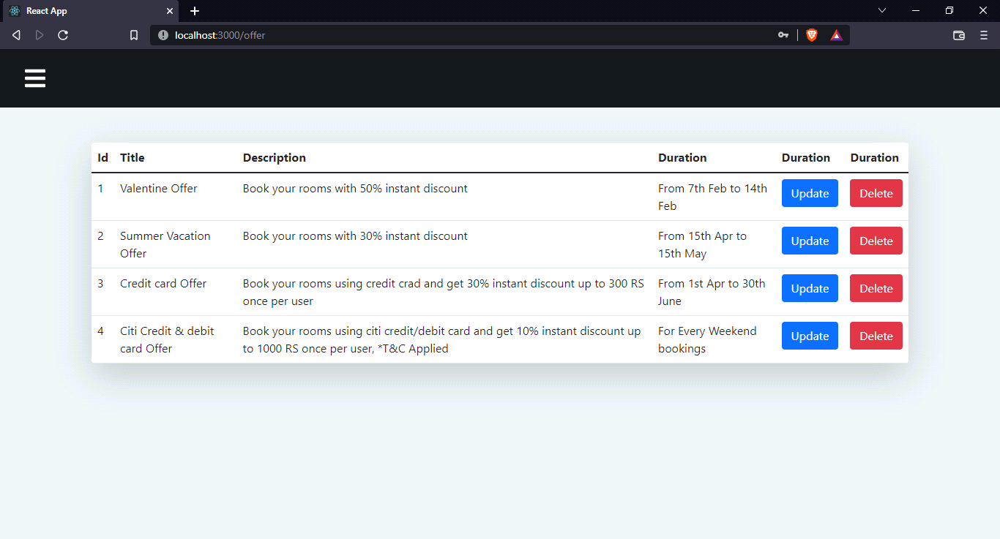 React App
localhost:3000/offer
Id Title Description Duration Duration Duration
1 Valentine Offer Book your rooms with 50% instant discount From 7th Feb to 14th Update Delete
Feb
2 Summer Vacation Book your rooms with 30% instant discount From 15th Apr to Update Delete
Offer 15th May
3 Credit card Offer Book your rooms using credit crad and get 30% instant discount up to 300 RS From 1st Apr to 30th Update Delete
once per user June
4 Citi Credit & debit Book your rooms using citi credit/debit card and get 10% instant discount up For Every Weekend Update Delete
card Offer to 1000 RS once per user, *T&C Applied bookings